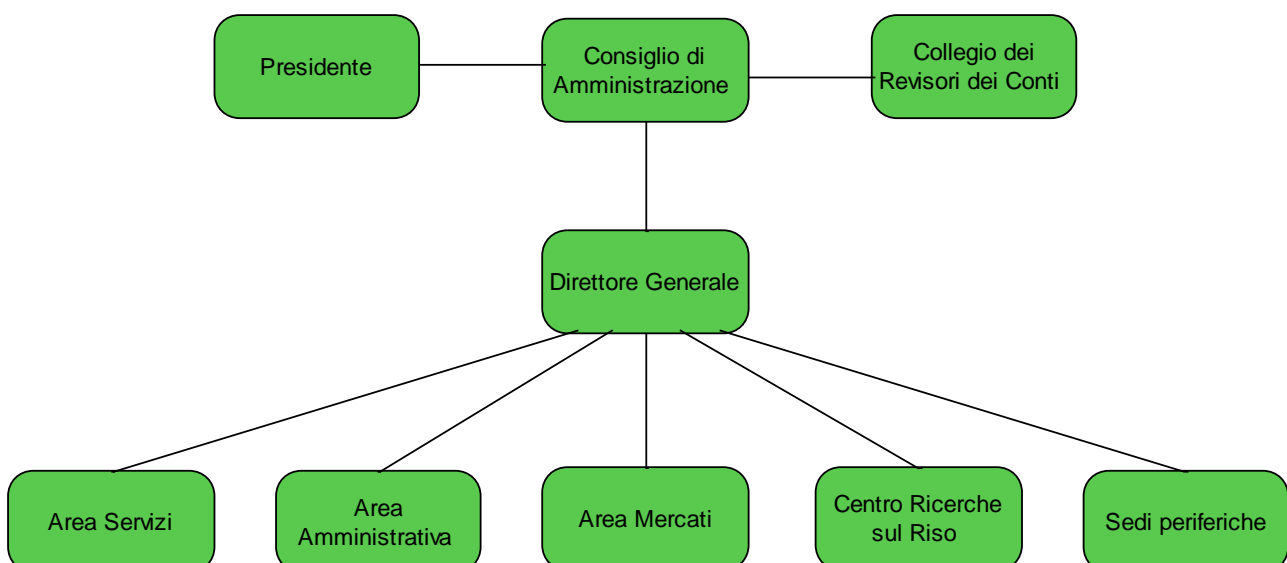 Presidente
Consiglio di
Amministrazione
Collegio dei
Revisori dei Conti
Direttore Generale
Area Servizi
Area
Amministrativa
Area Mercati
Centro Ricerche
sul Riso
Sedi periferiche